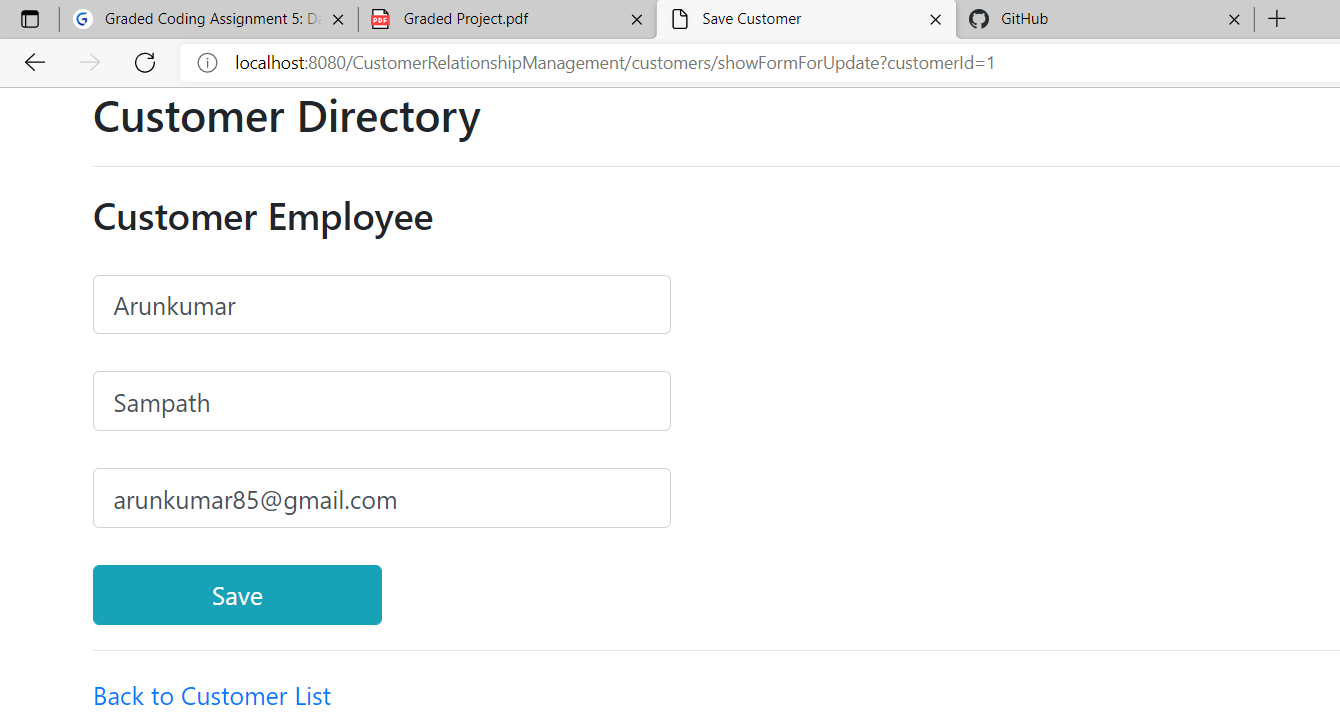 Graded Coding Assignment 5: Da
Graded Project.pdf
Save Customer
GitHub
localhost:8080/CustomerRelationshipManagement/customers/showFormForUpdate?customerId=1
Customer Directory
Customer Employee
Arunkumar
Sampath
arunkumar85@gmail.com
Save
Back to Customer List